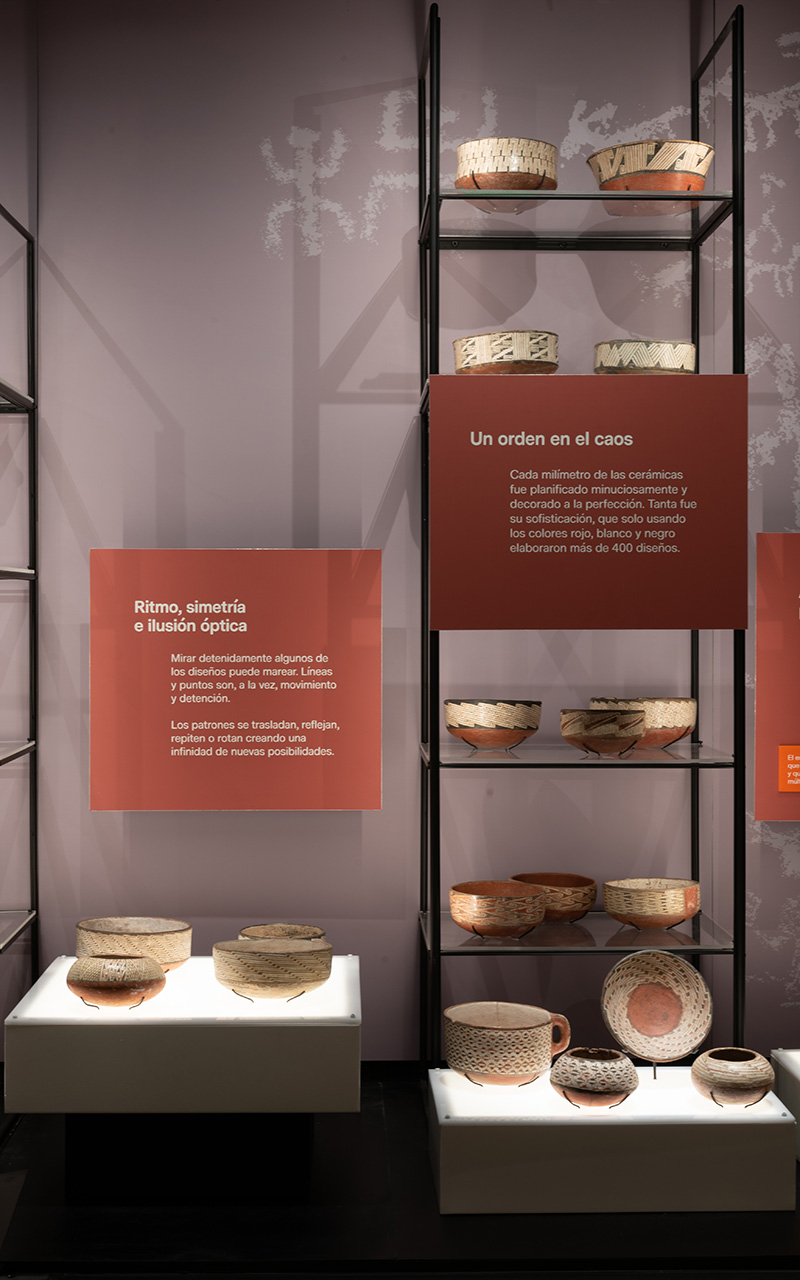 Un orden en el caos
Cada milímetro de las cerámicas
fue planificado minuciosamente y
decorado a la perfección. Tanta fue
su sofisticación, que solo usando
los colores rojo, blanco y negro
elaboraron más de 400 diseños.
Ritmo, simetría
e ilusión óptica
Mirar detenidamente algunos de
los diseños puede marear. Líneas
y puntos son, a la vez, movimiento
y detención.
Los patrones se trasladan, reflejan,
repiten o rotan creando una
infinidad de nuevas posibilidades.
El
que